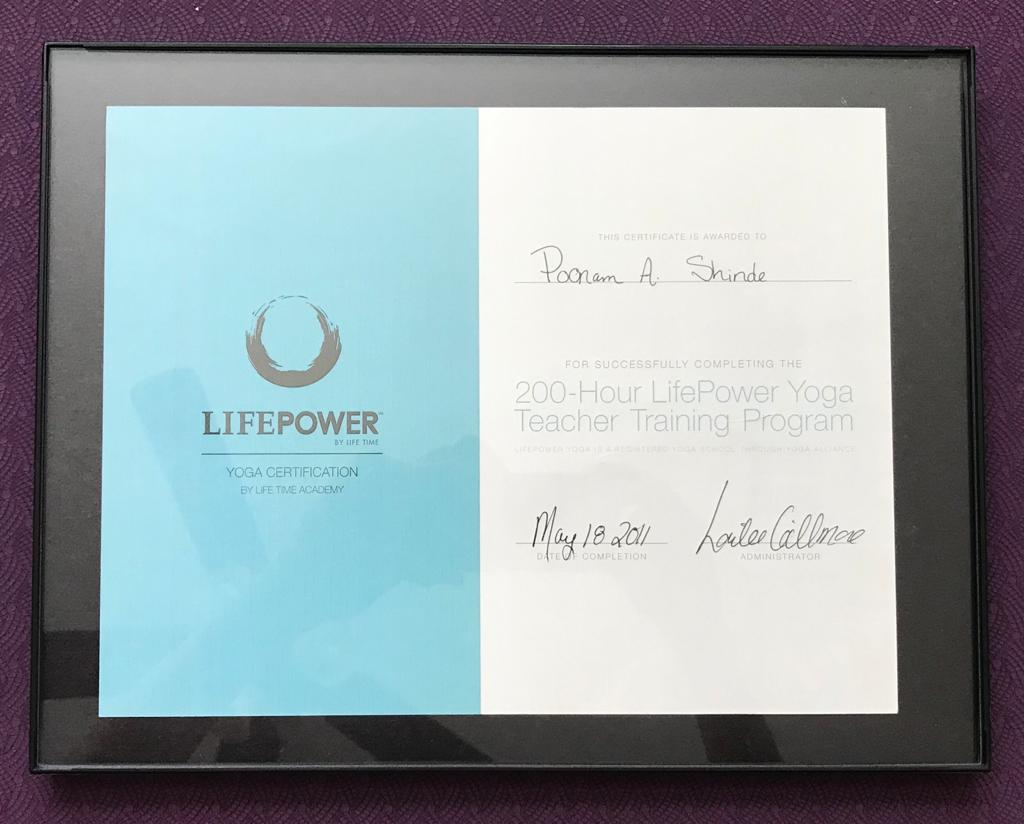 LIFEPOWER™
BY LIFE TIME
YOGA CERTIFICATION
BY LIFE TIME ACADEMY
THIS CERTIFICATE IS AWARDED TO
Poonam A. Shinde
FOR SUCCESSFULLY COMPLETING THE
200-Hour LifePower Yoga
Teacher Training Program
LIFEPOWER YOGA IS A REGISTERED YOGA SCHOOL THROUGH YOGA ALLIANCE
May 18 2011
DATE OF COMPLETION
ADMINISTRATOR